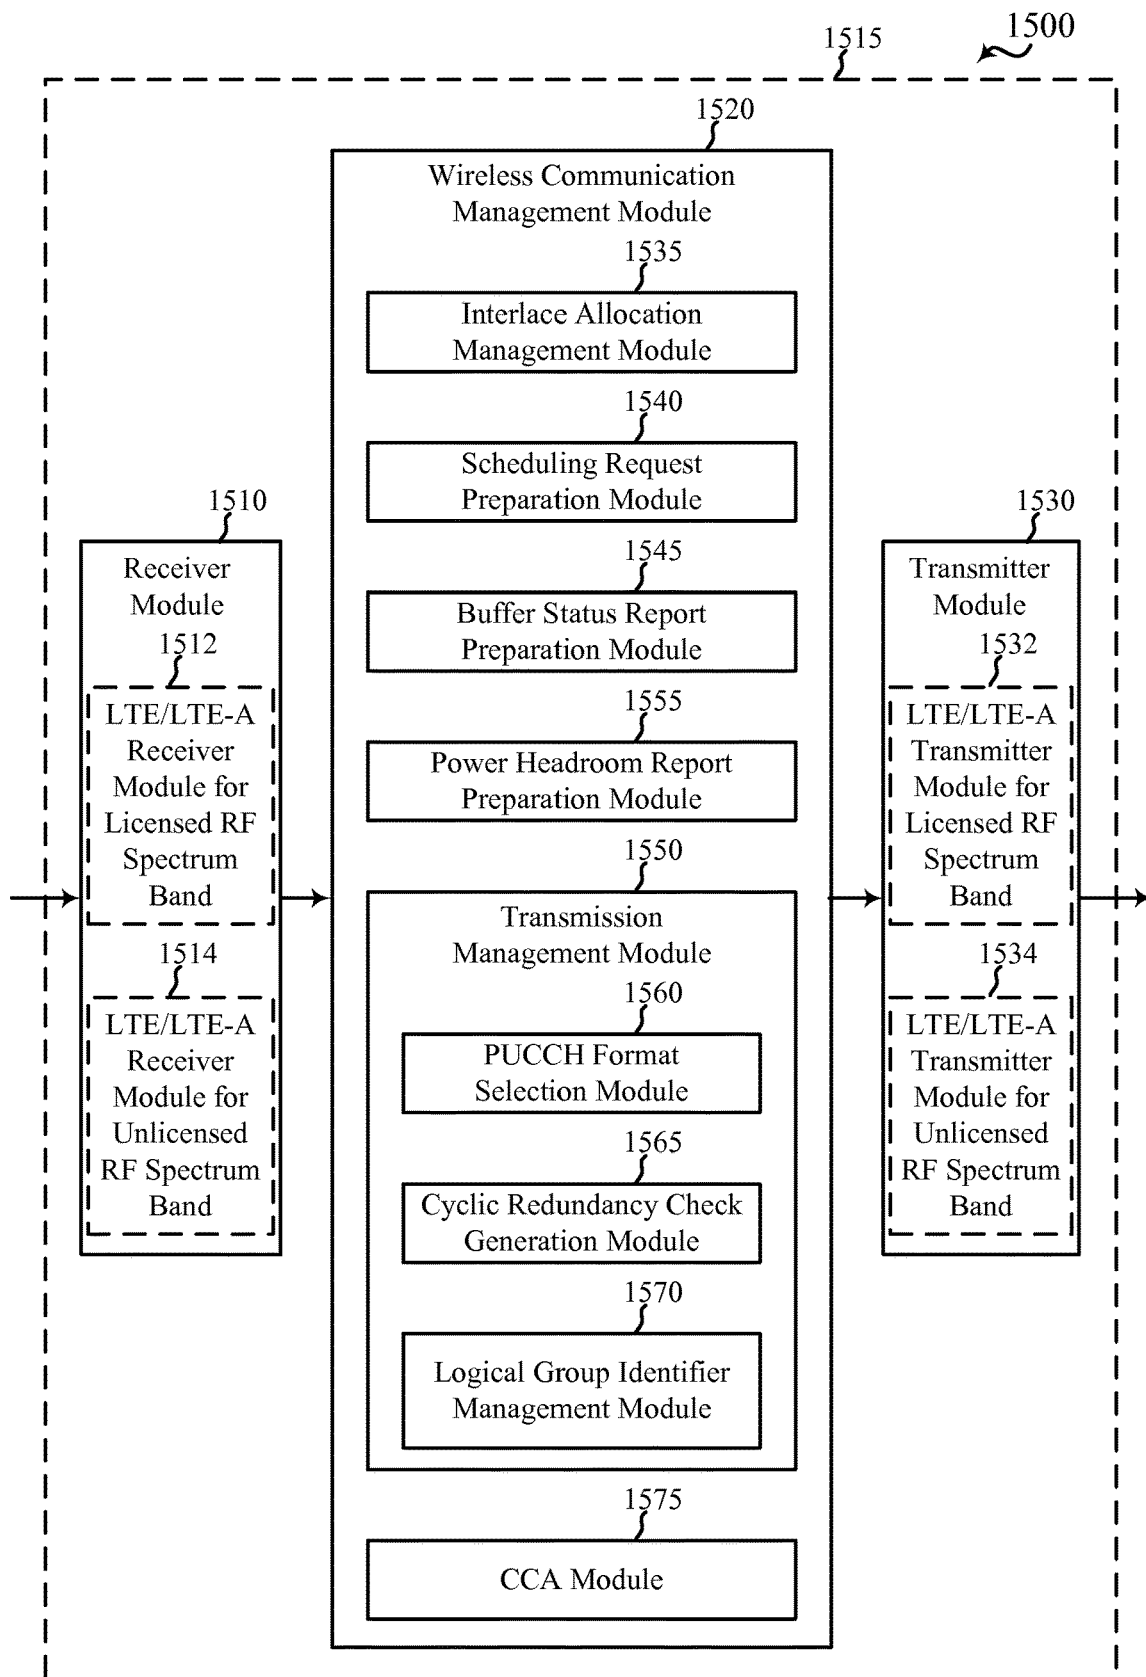 1500
1515
1520
Wireless Communication
Management Module
1535
Interlace Allocation
Management Module
1540
Scheduling Request
Preparation Module
1545
Buffer Status Report
Preparation Module
1555
Power Headroom Report
Preparation Module
1550
Transmission
Management Module
1560
PUCCH Format
Selection Module
1565
Cyclic Redundancy Check
Generation Module
1570
Logical Group Identifier
Management Module
1575
CCA Module
1510
Receiver
Module
1512
LTE/LTE-A
Receiver
Module for
Licensed RF
Spectrum
Band
1514
LTE/LTE-A
Receiver
Module for
Unlicensed
RF Spectrum
Band
1530
Transmitter
Module
1532
LTE/LTE-A
Transmitter
Module for
Licensed RF
Spectrum
Band
1534
LTE/LTE-A
Transmitter
Module for
Unlicensed
RF Spectrum
Band